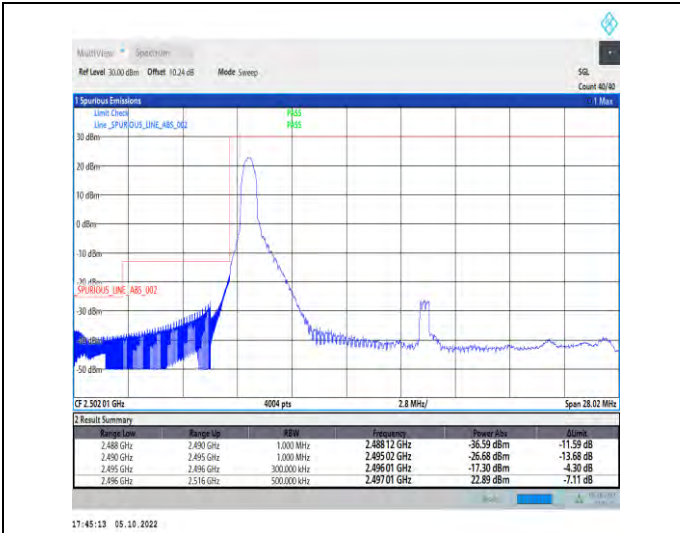 MultiView Spectrum
Ref Level 30.00 dBm Offset 10.24 dB Mode Sweep SGL
Count 40/40
1 Spurious Emissions 1 Max
Limit Check PASS
Line _SPURIOUS_LINE_ABS_002 PASS
30 dBm
20 dBm
10 dBm
0 dBm
-10 dBm
-20 dBm
_SPURIOUS_LINE_ABS_002
-30 dBm
-40 dBm
-50 dBm
CF 2.502 01 GHz 4004 pts 2.8 MHz/ Span 28.02 MHz
2 Result Summary
Range Low Range Up RBW Frequency Power Abs ΔLimit
2.488 GHz 2.490 GHz 1.000 MHz 2.488 12 GHz -36.59 dBm -11.59 dB
2.490 GHz 2.495 GHz 1.000 MHz 2.495 02 GHz -26.68 dBm -13.68 dB
2.495 GHz 2.496 GHz 300.000 kHz 2.496 01 GHz -17.30 dBm -4.30 dB
2.496 GHz 2.516 GHz 500.000 kHz 2.497 01 GHz 22.89 dBm -7.11 dB
17:45:13 05.10.2022